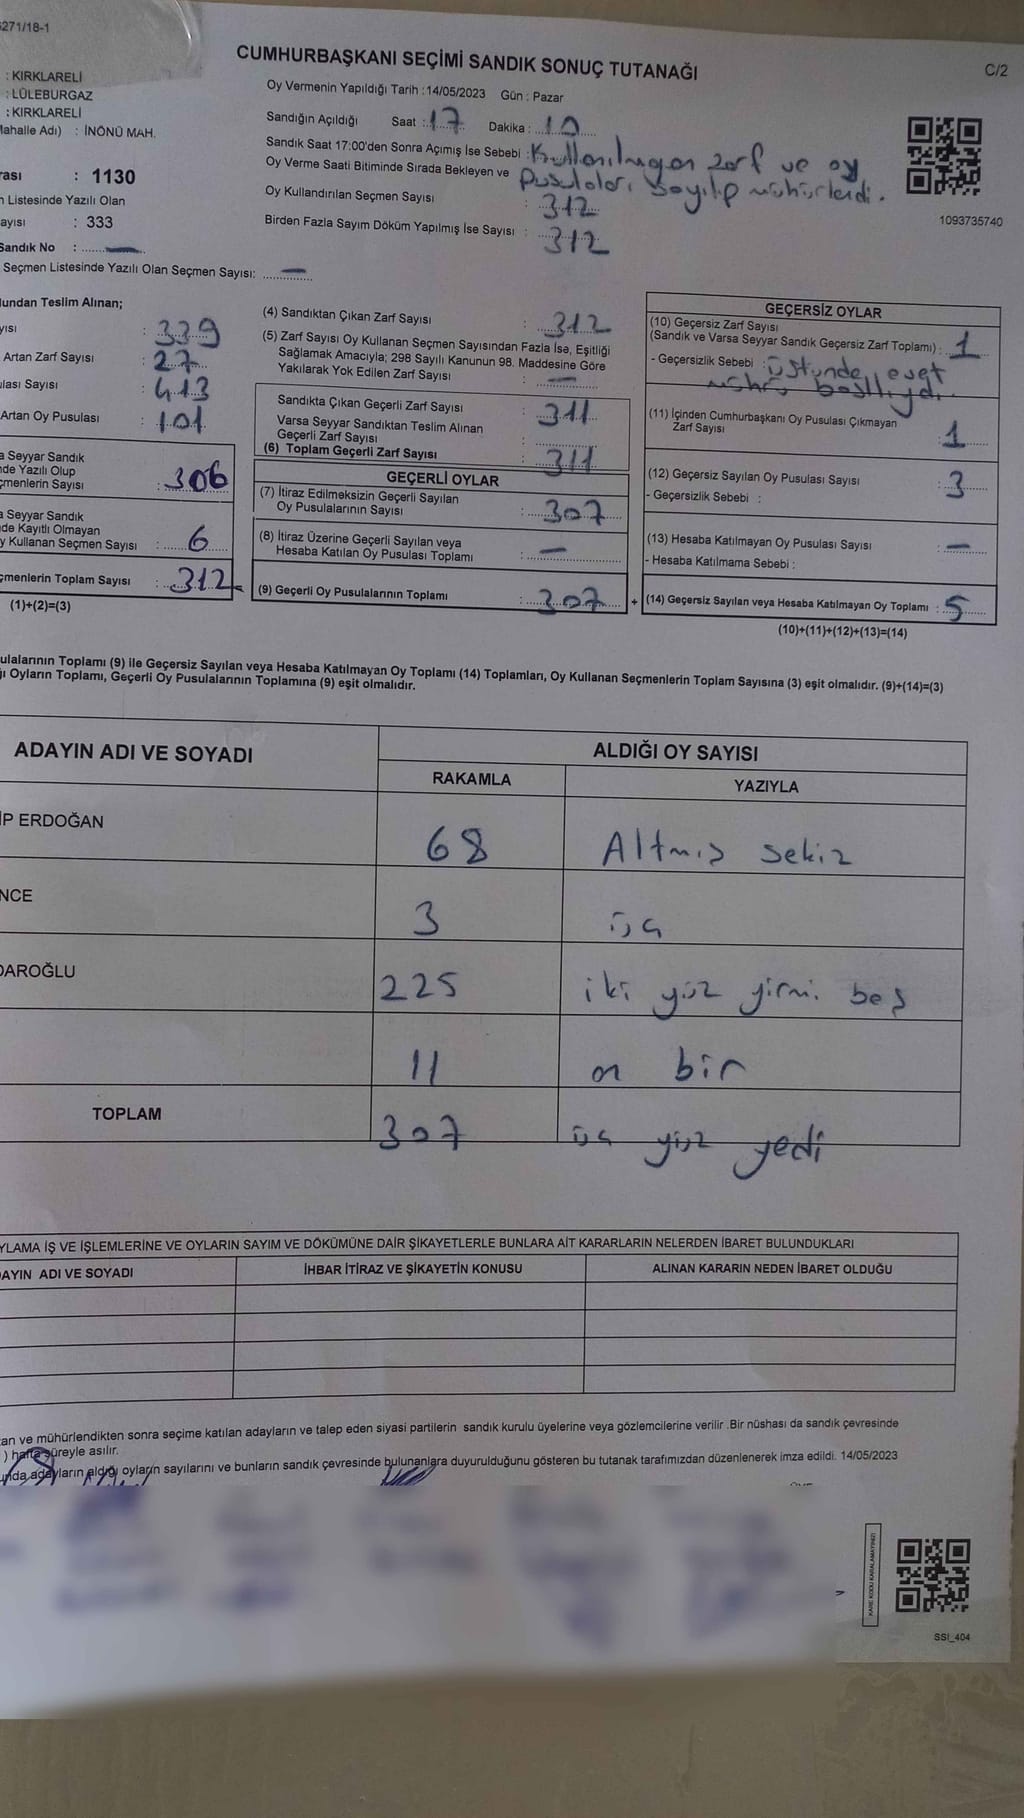 6271/18-1
CUMHURBAŞKANI SEÇİMİ SANDIK SONUÇ TUTANAĞI
C/2
: KIRKLARELİ
: LÜLEBURGAZ
: KIRKLARELİ
Mahalle Adı) : İNÖNÜ MAH.
Oy Vermenin Yapıldığı Tarih :14/05/2023 Gün : Pazar
Sandığın Açıldığı Saat : 17 Dakika : 10
Sandık Saat 17:00'den Sonra Açımış İse Sebebi : Kullanılmayan zarf ve oy
pusulaları sayılıp mühürlendi.
Oy Verme Saati Bitiminde Sırada Bekleyen ve
Oy Kullandırılan Seçmen Sayısı : 312
Birden Fazla Sayım Döküm Yapılmış İse Sayısı : 312
1093735740
rası : 1130
n Listesinde Yazılı Olan
ayısı : 333
Sandık No : —
Seçmen Listesinde Yazılı Olan Seçmen Sayısı: —
lundan Teslim Alınan;
yısı : 339
Artan Zarf Sayısı : 27
ulası Sayısı : 413
Artan Oy Pusulası : 101
a Seyyar Sandık
nde Yazılı Olup
çmenlerin Sayısı : 306
a Seyyar Sandık
de Kayıtlı Olmayan
y Kullanan Seçmen Sayısı : 6
çmenlerin Toplam Sayısı : 312 =
(1)+(2)=(3)
(4) Sandıktan Çıkan Zarf Sayısı : 312
(5) Zarf Sayısı Oy Kullanan Seçmen Sayısından Fazla İse, Eşitliği
Sağlamak Amacıyla; 298 Sayılı Kanunun 98. Maddesine Göre
Yakılarak Yok Edilen Zarf Sayısı : —
Sandıkta Çıkan Geçerli Zarf Sayısı : 311
Varsa Seyyar Sandıktan Teslim Alınan
Geçerli Zarf Sayısı :
(6) Toplam Geçerli Zarf Sayısı : 311
GEÇERLİ OYLAR
(7) İtiraz Edilmeksizin Geçerli Sayılan
Oy Pusulalarının Sayısı : 307
(8) İtiraz Üzerine Geçerli Sayılan veya
Hesaba Katılan Oy Pusulası Toplamı : —
(9) Geçerli Oy Pusulalarının Toplamı : 307 +
GEÇERSİZ OYLAR
(10) Geçersiz Zarf Sayısı
(Sandık ve Varsa Seyyar Sandık Geçersiz Zarf Toplamı) : 1
- Geçersizlik Sebebi : üstünde evet
mührü basılıydı.
(11) İçinden Cumhurbaşkanı Oy Pusulası Çıkmayan
Zarf Sayısı : 1
(12) Geçersiz Sayılan Oy Pusulası Sayısı : 3
- Geçersizlik Sebebi :
(13) Hesaba Katılmayan Oy Pusulası Sayısı : —
- Hesaba Katılmama Sebebi :
(14) Geçersiz Sayılan veya Hesaba Katılmayan Oy Toplamı : 5
(10)+(11)+(12)+(13)=(14)
ulalarının Toplamı (9) ile Geçersiz Sayılan veya Hesaba Katılmayan Oy Toplamı (14) Toplamları, Oy Kullanan Seçmenlerin Toplam Sayısına (3) eşit olmalıdır. (9)+(14)=(3)
ğı Oyların Toplamı, Geçerli Oy Pusulalarının Toplamına (9) eşit olmalıdır.
ADAYIN ADI VE SOYADI ALDIĞI OY SAYISI
RAKAMLA YAZIYLA
İP ERDOĞAN 68 Altmış sekiz
NCE 3 üç
DAROĞLU 225 iki yüz yirmi beş
11 on bir
TOPLAM 307 üç yüz yedi
YLAMA İŞ VE İŞLEMLERİNE VE OYLARIN SAYIM VE DÖKÜMÜNE DAİR ŞİKAYETLERLE BUNLARA AİT KARARLARIN NELERDEN İBARET BULUNDUKLARI
DAYIN ADI VE SOYADI İHBAR İTİRAZ VE ŞİKAYETİN KONUSU ALINAN KARARIN NEDEN İBARET OLDUĞU
an ve mühürlendikten sonra seçime katılan adayların ve talep eden siyasi partilerin sandık kurulu üyelerine veya gözlemcilerine verilir .Bir nüshası da sandık çevresinde
) hafta süreyle asılır.
unda adayların aldığı oyların sayılarını ve bunların sandık çevresinde bulunanlara duyurulduğunu gösteren bu tutanak tarafımızdan düzenlenerek imza edildi. 14/05/2023
KARE KODU KARALAMAYINIZ!
SSI_404